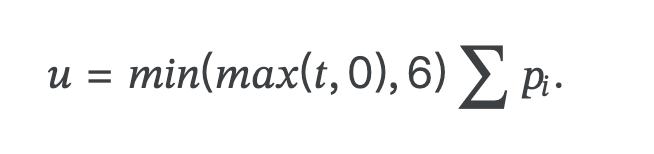 u = min(max(t, 0), 6) ∑ pᵢ.